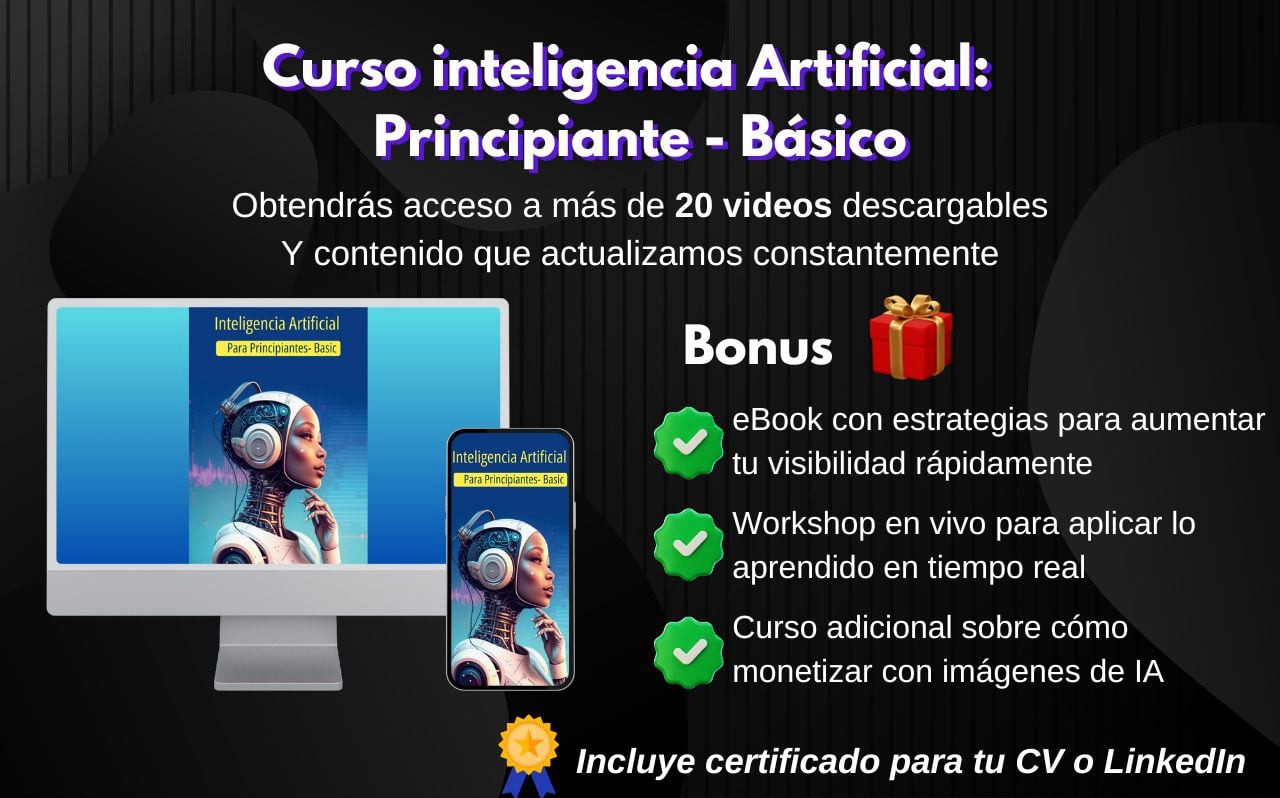 Curso inteligencia Artificial:
Principiante - Básico
Obtendrás acceso a más de 20 videos descargables
Y contenido que actualizamos constantemente
Inteligencia Artificial
Para Principiantes- Basic
Inteligencia Artificial
Para Principiantes- Basic
Bonus
eBook con estrategias para aumentar
tu visibilidad rápidamente
Workshop en vivo para aplicar lo
aprendido en tiempo real
Curso adicional sobre cómo
monetizar con imágenes de IA
Incluye certificado para tu CV o LinkedIn